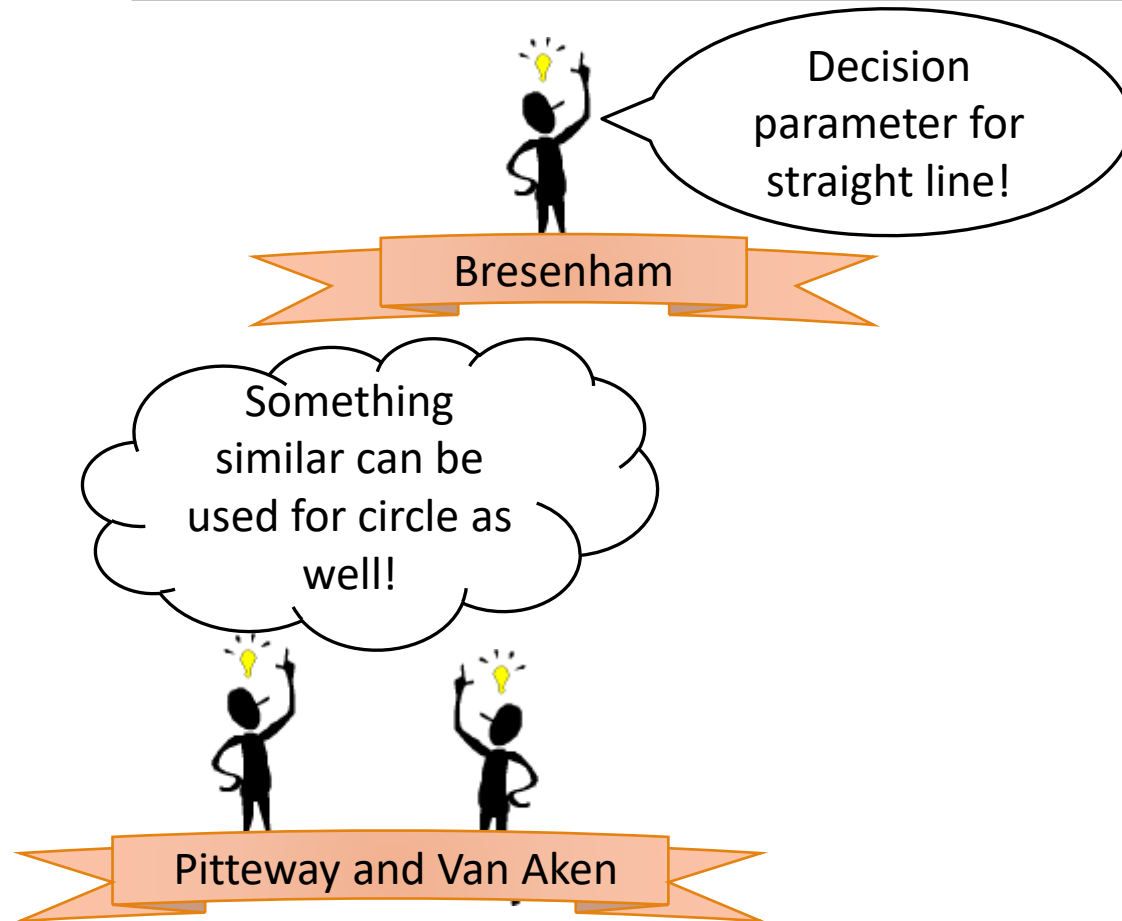 Decision
parameter for
straight line!
Bresenham
Something
similar can be
used for circle as
well!
Pitteway and Van Aken